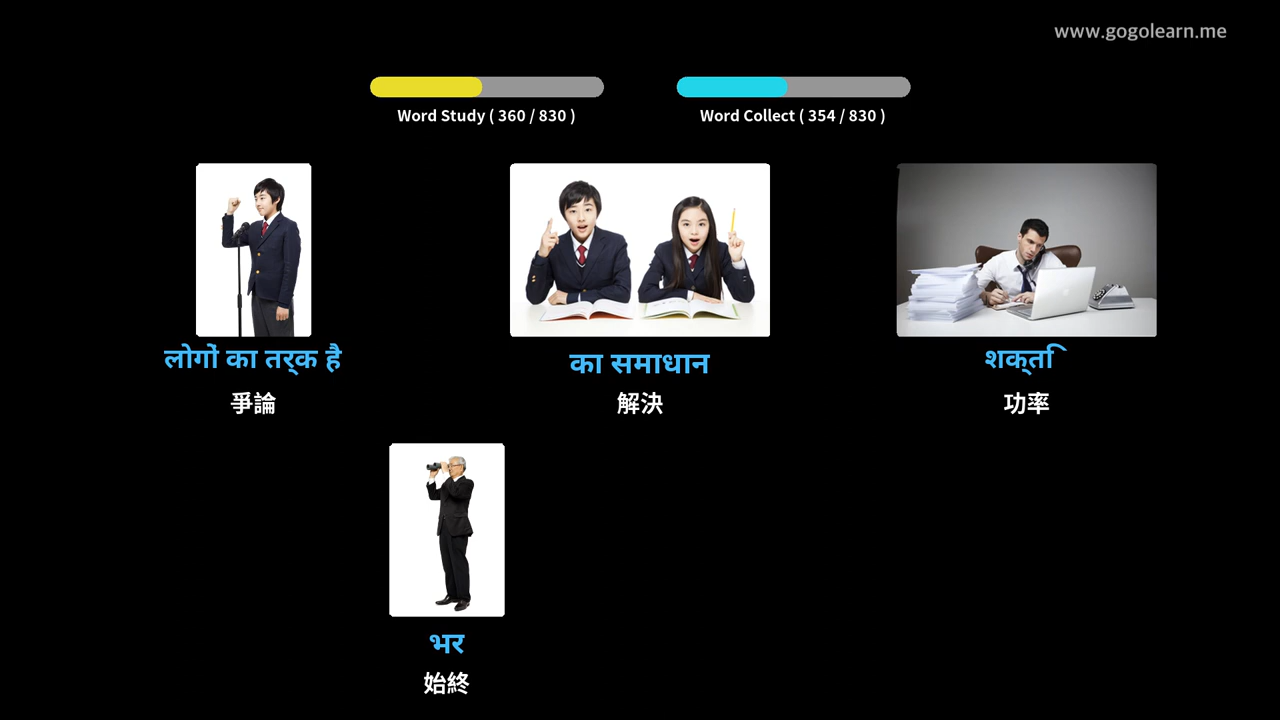 www.gogolearn.me
Word Study ( 360 / 830 )
Word Collect ( 354 / 830 )
लोगों का तर्क है
का समाधान
शक्ति
爭論
解決
功率
भर
始終